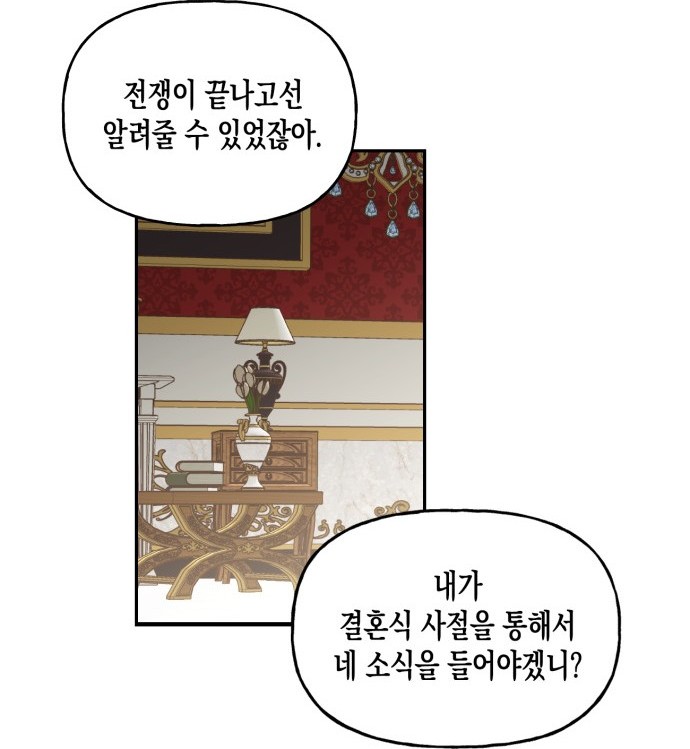 전쟁이 끝나고선
알려줄 수 있었잖아.
내가
결혼식 사절을 통해서
네 소식을 들어야겠니?